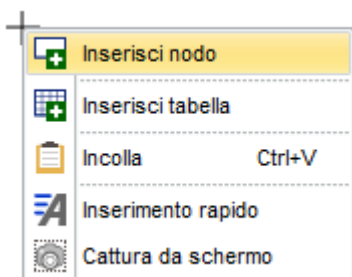 Inserisci nodo
Inserisci tabella
Incolla Ctrl+V
Inserimento rapido
Cattura da schermo